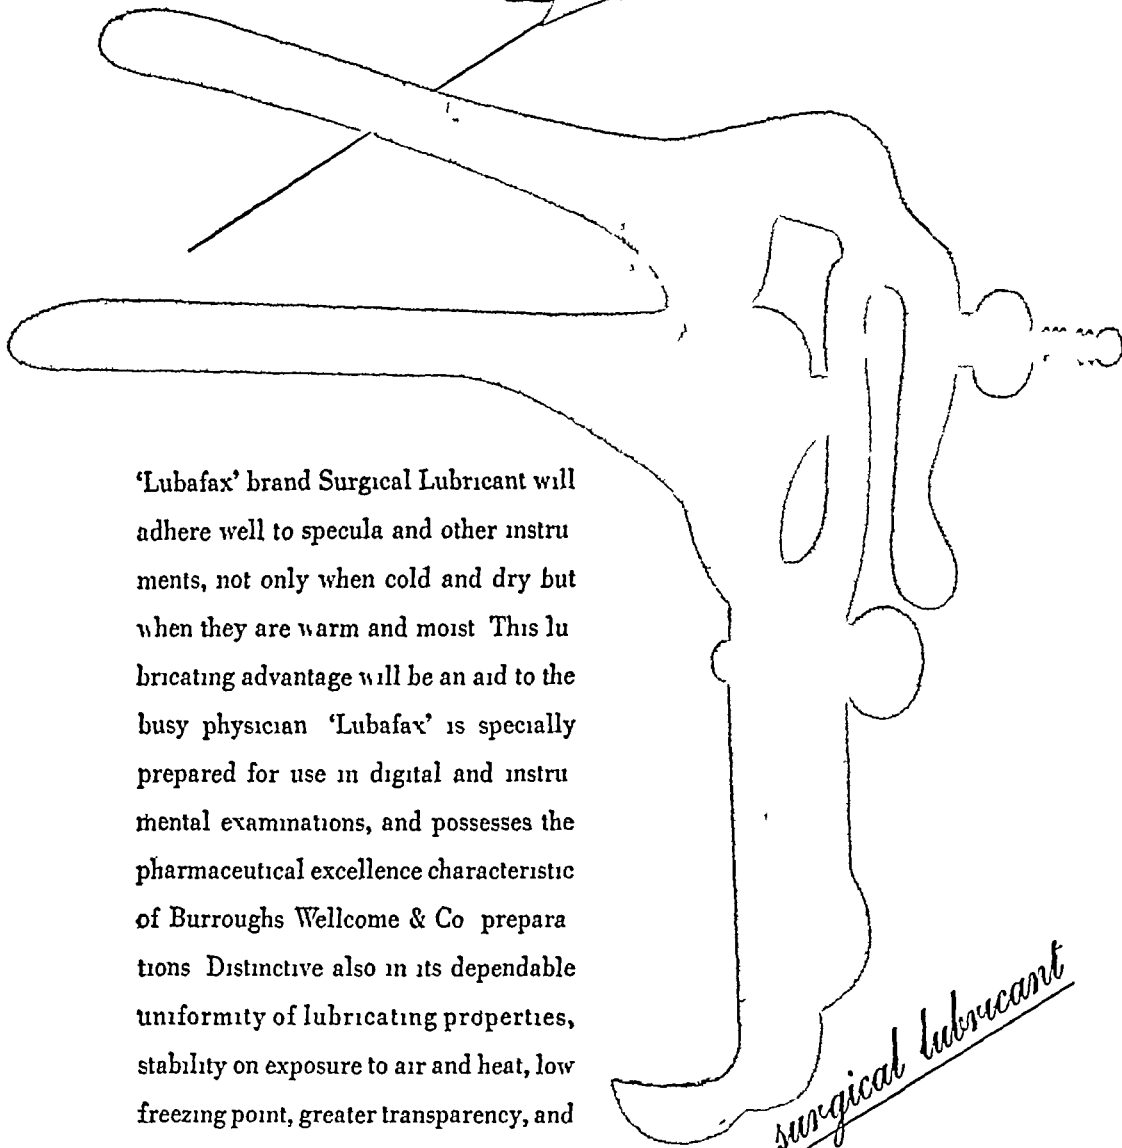 ‘Lubafax’ brand Surgical Lubricant will
adhere well to specula and other instru
ments, not only when cold and dry but
when they are warm and moist This lu
bricating advantage will be an aid to the
busy physician ‘Lubafax’ is specially
prepared for use in digital and instru
mental examinations, and possesses the
pharmaceutical excellence characteristic
of Burroughs Wellcome & Co prepara
tions Distinctive also in its dependable
uniformity of lubricating properties,
stability on exposure to air and heat, low
freezing point, greater transparency, and
surgical lubricant